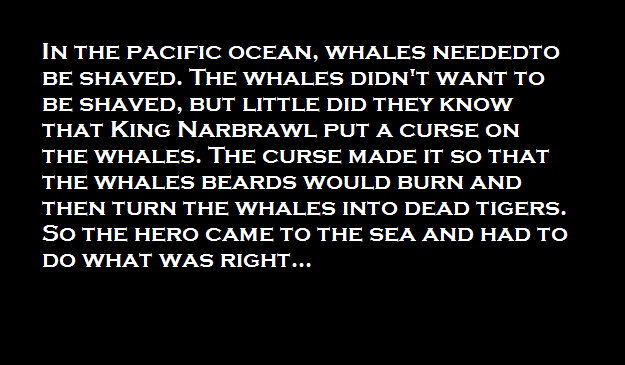 In the pacific ocean, whales neededto
be shaved. The whales didn't want to
be shaved, but little did they know
that King Narbrawl put a curse on
the whales. The curse made it so that
the whales beards would burn and
then turn the whales into dead tigers.
So the hero came to the sea and had to
do what was right...